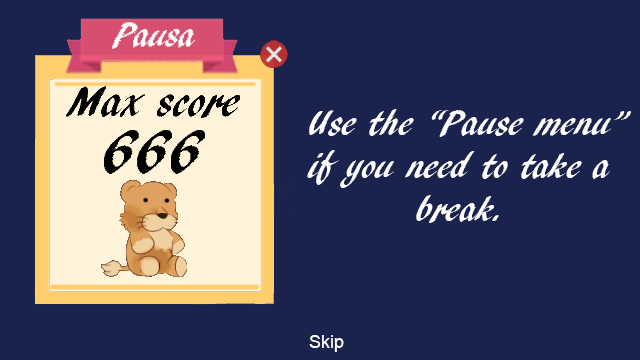 Pausa
Max score
666
Use the “Pause menu”
if you need to take a
break.
Skip